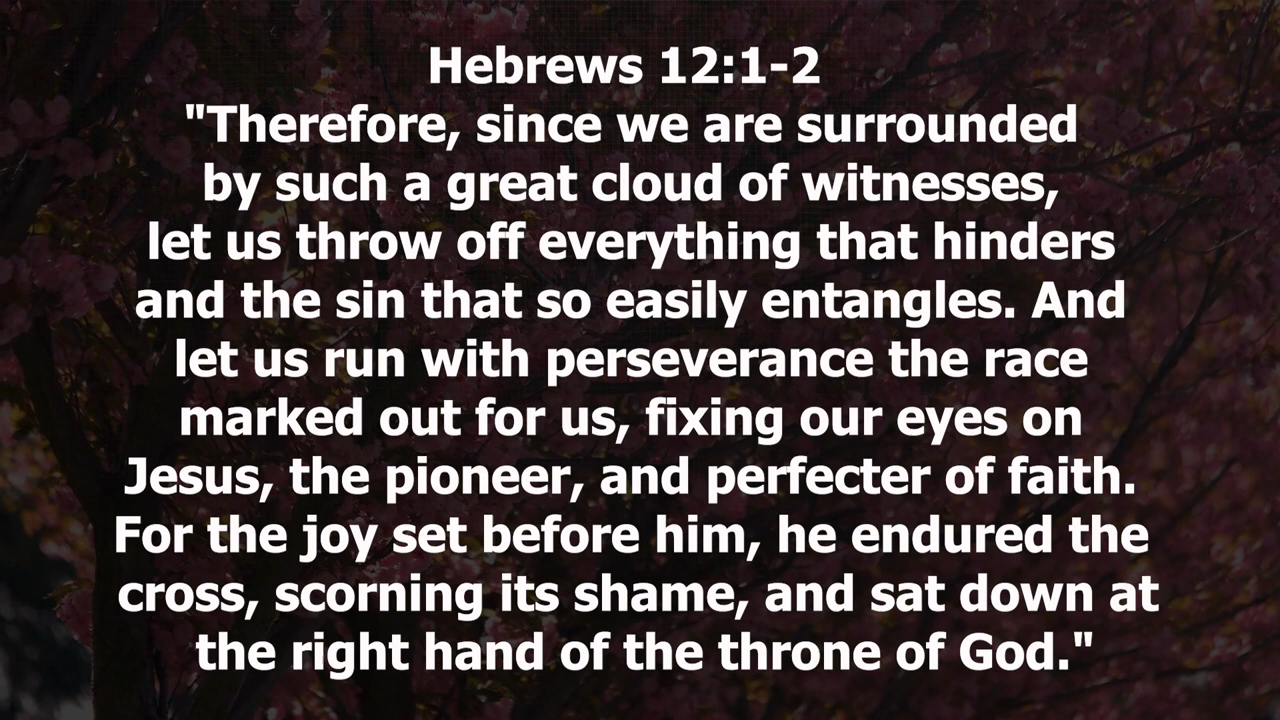 Hebrews 12:1-2
"Therefore, since we are surrounded
by such a great cloud of witnesses,
let us throw off everything that hinders
and the sin that so easily entangles. And
let us run with perseverance the race
marked out for us, fixing our eyes on
Jesus, the pioneer, and perfecter of faith.
For the joy set before him, he endured the
cross, scorning its shame, and sat down at
the right hand of the throne of God."